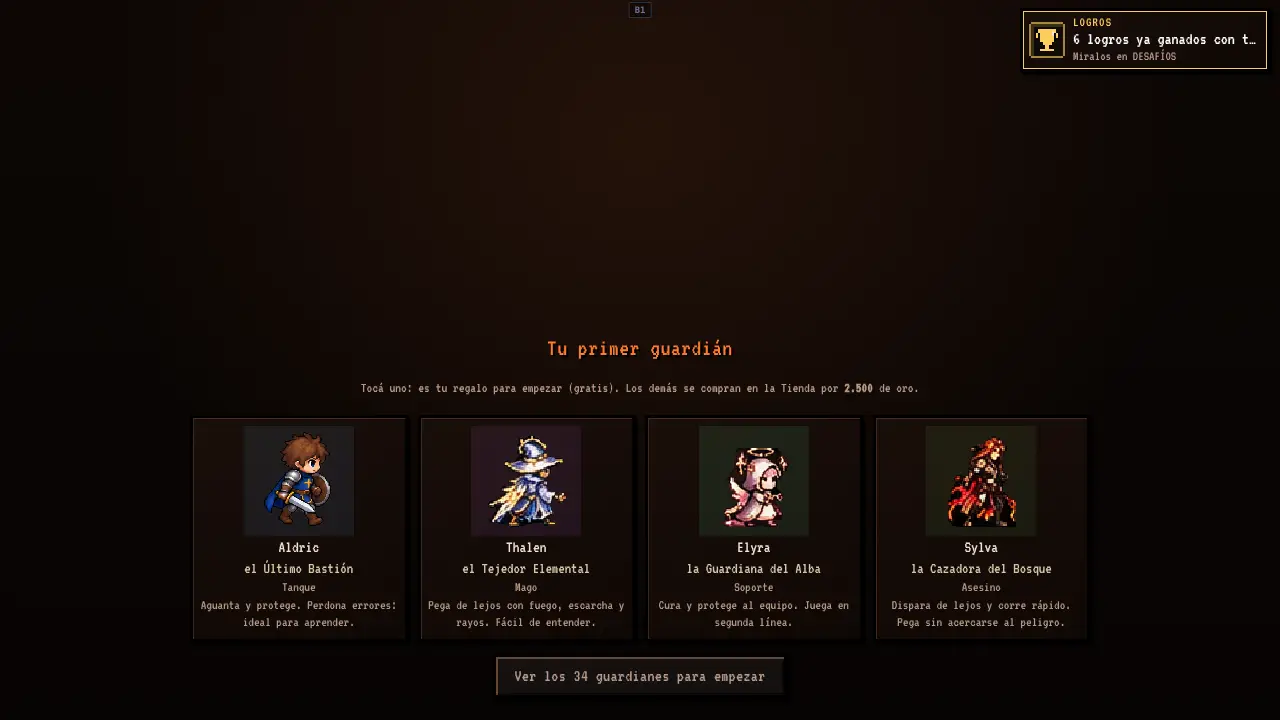 B1
LOGROS
6 logros ya ganados con t…
Miralos en DESAFÍOS
Tu primer guardián
Tocá uno: es tu regalo para empezar (gratis). Los demás se compran en la Tienda por 2.500 de oro.
Aldric
el Último Bastión
Tanque
Aguanta y protege. Perdona errores:
ideal para aprender.
Thalen
el Tejedor Elemental
Mago
Pega de lejos con fuego, escarcha y
rayos. Fácil de entender.
Elyra
la Guardiana del Alba
Soporte
Cura y protege al equipo. Juega en
segunda línea.
Sylva
la Cazadora del Bosque
Asesino
Dispara de lejos y corre rápido.
Pega sin acercarse al peligro.
Ver los 34 guardianes para empezar